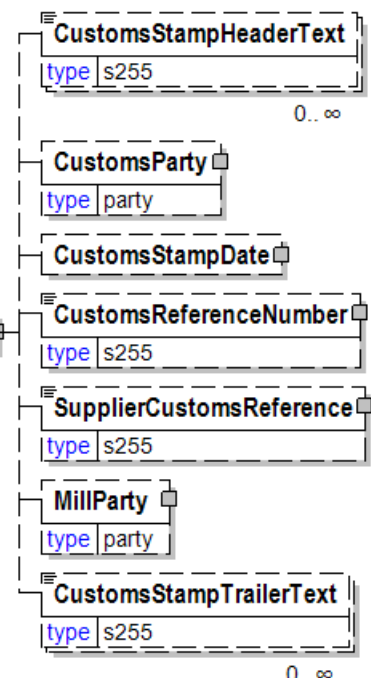 CustomsStampHeaderText
type s255
0.. ∞
CustomsParty
type party
CustomsStampDate
CustomsReferenceNumber
type s255
SupplierCustomsReference
type s255
MillParty
type party
CustomsStampTrailerText
type s255
0.. ∞